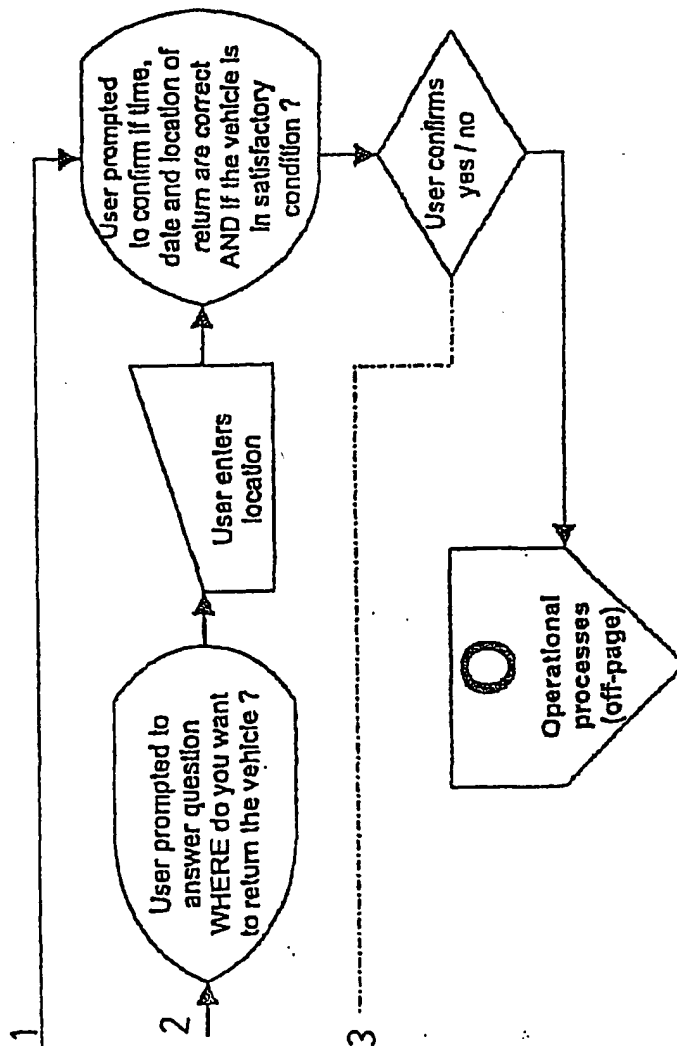 1
User prompted
to confirm if time,
date and location of
return are correct
AND if the vehicle is
in satisfactory
condition ?
2
User prompted to
answer question
WHERE do you want
to return the vehicle ?
User enters
location
3
User confirms
yes / no
O
Operational
processes
(off-page)